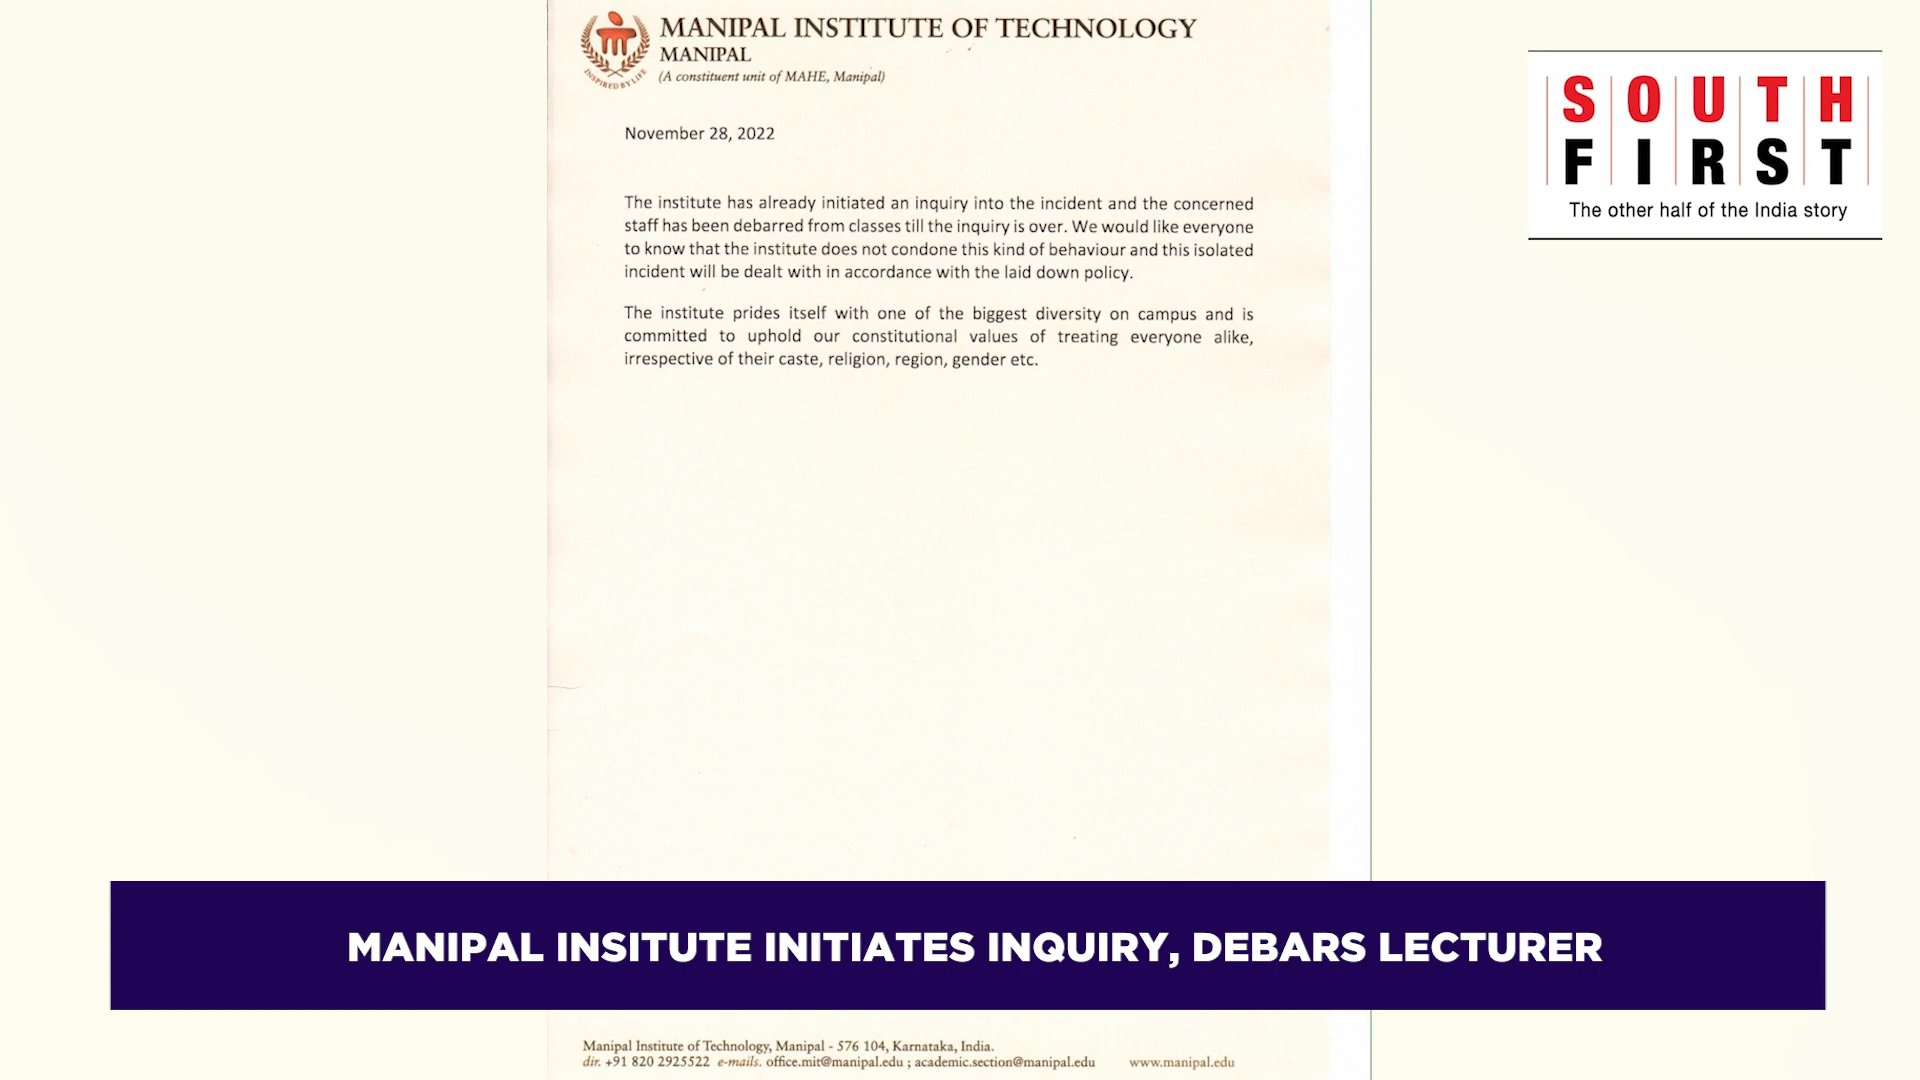 MANIPAL INSTITUTE OF TECHNOLOGY
MANIPAL
(A constituent unit of MAHE, Manipal)
INSPIRED BY LIFE
November 28, 2022
The institute has already initiated an inquiry into the incident and the concerned
staff has been debarred from classes till the inquiry is over. We would like everyone
to know that the institute does not condone this kind of behaviour and this isolated
incident will be dealt with in accordance with the laid down policy.
The institute prides itself with one of the biggest diversity on campus and is
committed to uphold our constitutional values of treating everyone alike,
irrespective of their caste, religion, region, gender etc.
SOUTH
FIRST
The other half of the India story
MANIPAL INSITUTE INITIATES INQUIRY, DEBARS LECTURER
Manipal Institute of Technology, Manipal - 576 104, Karnataka, India.
dir. +91 820 2925522 e-mails. office.mit@manipal.edu ; academic.section@manipal.edu www.manipal.edu